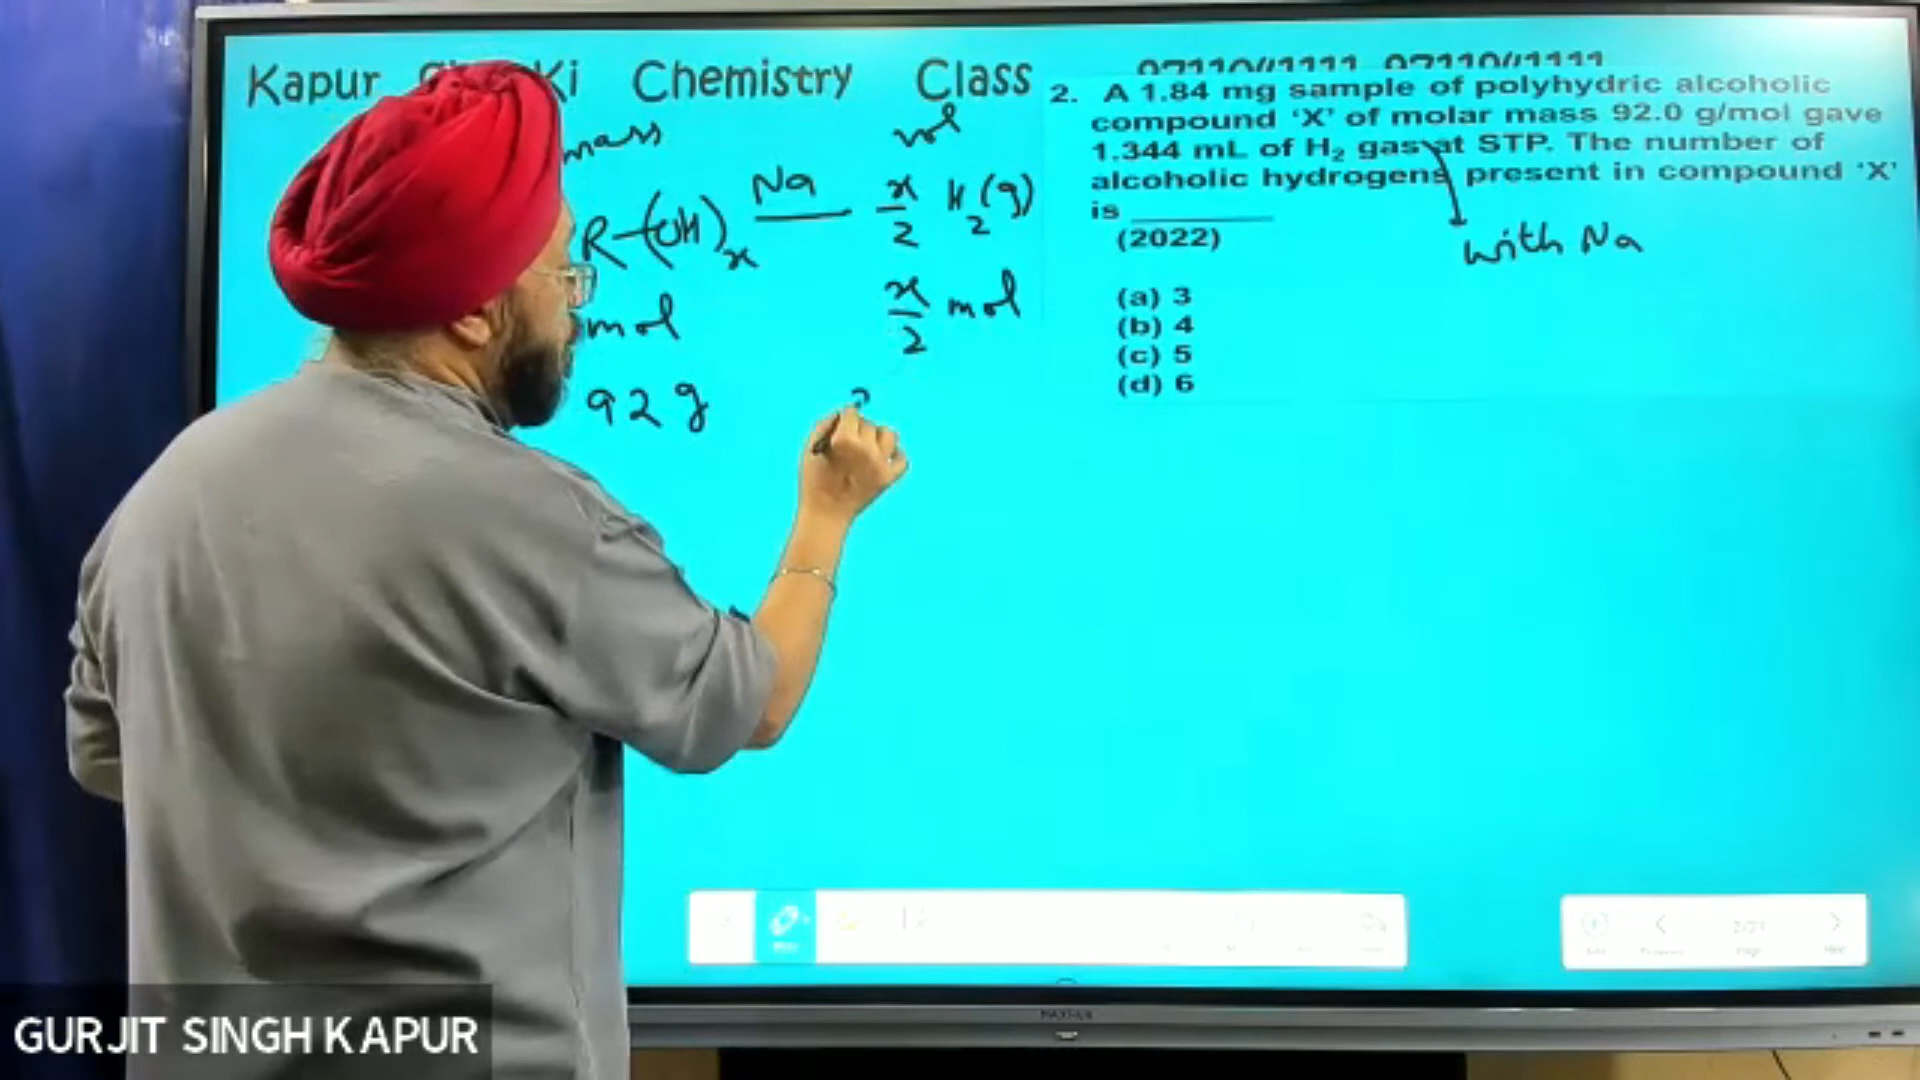 Kapur Ki Chemistry Class
mass vol
R-(OH)x Na x/2 H2(g)
mol x/2 mol
92 g
2. A 1.84 mg sample of polyhydric alcoholic
compound 'X' of molar mass 92.0 g/mol gave
1.344 mL of H2 gas at STP. The number of
alcoholic hydrogens present in compound 'X'
is ________
(2022)
with Na
(a) 3
(b) 4
(c) 5
(d) 6
GURJIT SINGH KAPUR